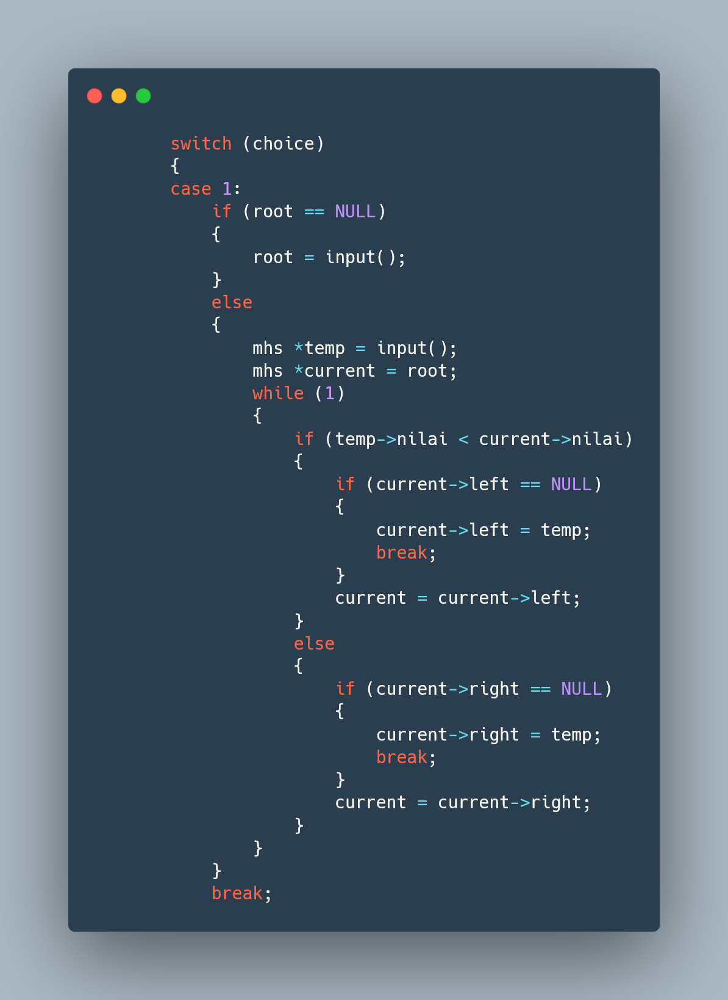 switch (choice)
{
case 1:
    if (root == NULL)
    {
        root = input();
    }
    else
    {
        mhs *temp = input();
        mhs *current = root;
        while (1)
        {
            if (temp->nilai < current->nilai)
            {
                if (current->left == NULL)
                {
                    current->left = temp;
                    break;
                }
                current = current->left;
            }
            else
            {
                if (current->right == NULL)
                {
                    current->right = temp;
                    break;
                }
                current = current->right;
            }
        }
    }
    break;